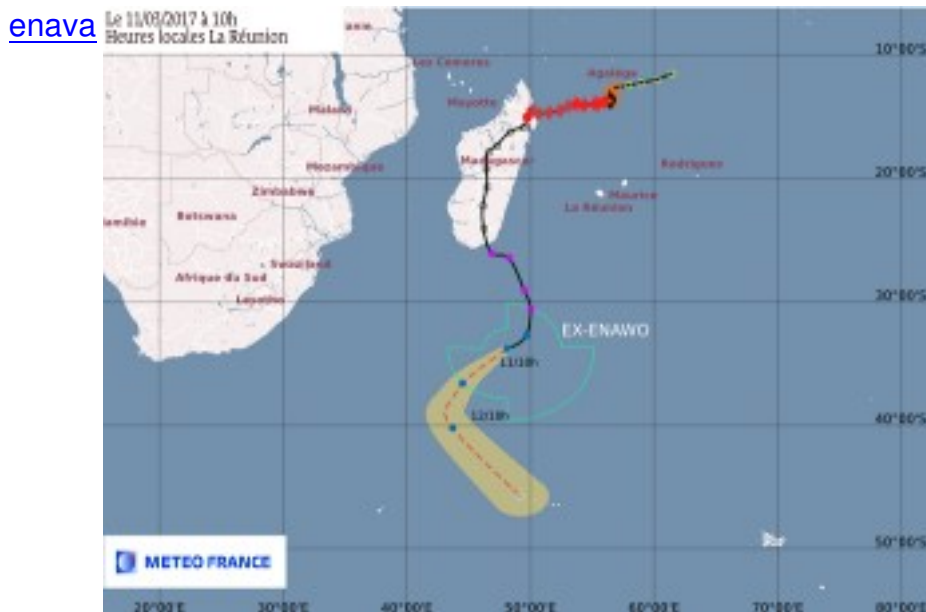 enava
Le 11/03/2017 à 10h
Heures locales La Réunion
10°00'S
Les Comores
Agalega
Mayotte
Malawi
Mozambique
Madagascar
Rodrigues
20°00'S
Zimbabwe
Maurice
La Réunion
Botswana
Swaziland
Afrique du Sud
Lesotho
30°00'S
EX-ENAWO
11/10h
12/10h
40°00'S
METEO FRANCE
50°00'S
20°00'E
30°00'E
40°00'E
50°00'E
60°00'E
70°00'E
80°00'E